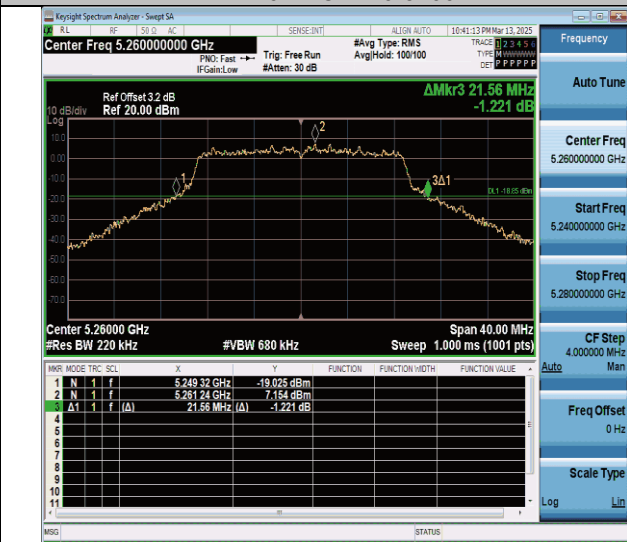 Keysight Spectrum Analyzer - Swept SA
RL RF 50 Ω AC SENSE:INT ALIGN AUTO 10:41:13 PM Mar 13, 2025
Center Freq 5.260000000 GHz #Avg Type: RMS TRACE 1 2 3 4 5 6
PNO: Fast Trig: Free Run Avg|Hold: 100/100 TYPE M W W W W W
IFGain:Low #Atten: 30 dB DET P P P P P P
ΔMkr3 21.56 MHz
-1.221 dB
Ref Offset 3.2 dB
10 dB/div Ref 20.00 dBm
Log
10.0
0.00
-10.0
-20.0
-30.0
-40.0
-50.0
-60.0
-70.0
1
2
3Δ1
DL1 -18.85 dBm
Center 5.26000 GHz Span 40.00 MHz
#Res BW 220 kHz #VBW 680 kHz Sweep 1.000 ms (1001 pts)
MKR MODE TRC SCL X Y FUNCTION FUNCTION WIDTH FUNCTION VALUE
1 N 1 f 5.249 32 GHz -19.025 dBm
2 N 1 f 5.261 24 GHz 7.154 dBm
3 Δ1 1 f (Δ) 21.56 MHz (Δ) -1.221 dB
4
5
6
7
8
9
10
11
MSG STATUS
Frequency
Auto Tune
Center Freq
5.260000000 GHz
Start Freq
5.240000000 GHz
Stop Freq
5.280000000 GHz
CF Step
4.000000 MHz
Auto Man
Freq Offset
0 Hz
Scale Type
Log Lin